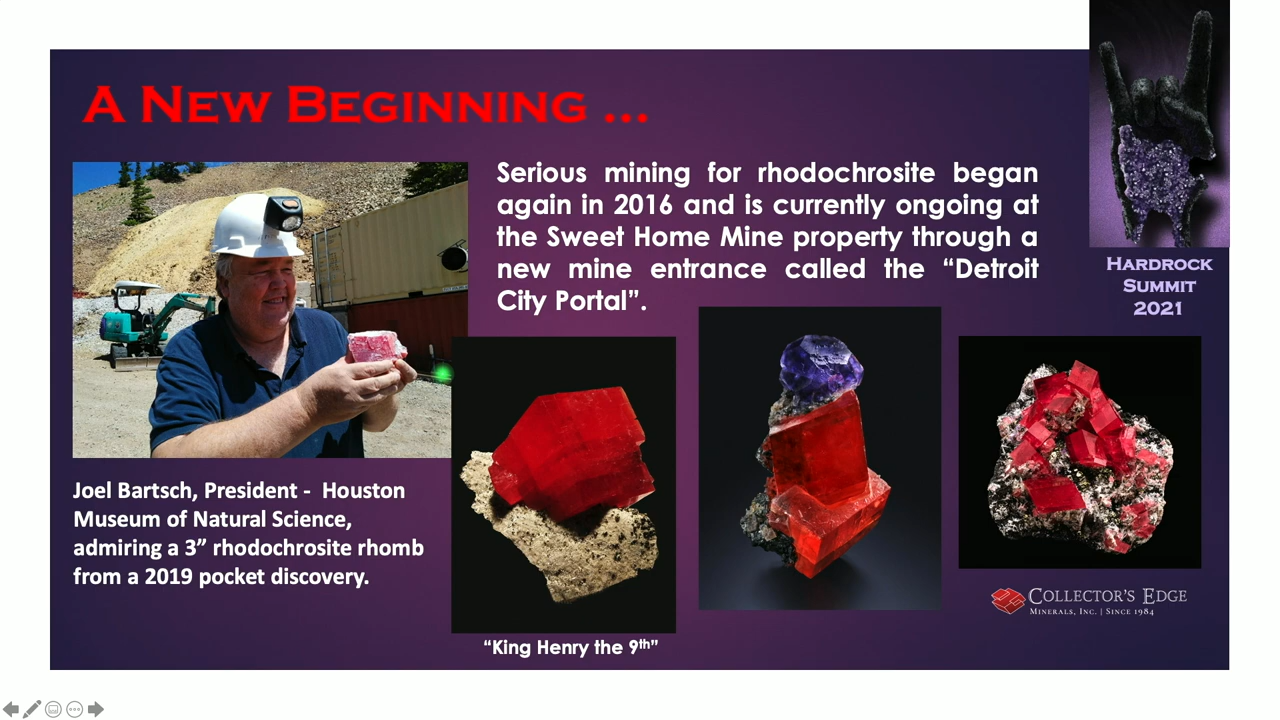 A New Beginning ...
Serious mining for rhodochrosite began
again in 2016 and is currently ongoing at
the Sweet Home Mine property through a
new mine entrance called the “Detroit
City Portal”.
Hardrock
Summit
2021
Joel Bartsch, President - Houston
Museum of Natural Science,
admiring a 3” rhodochrosite rhomb
from a 2019 pocket discovery.
“King Henry the 9th”
Collector's Edge
Minerals, Inc. | Since 1984